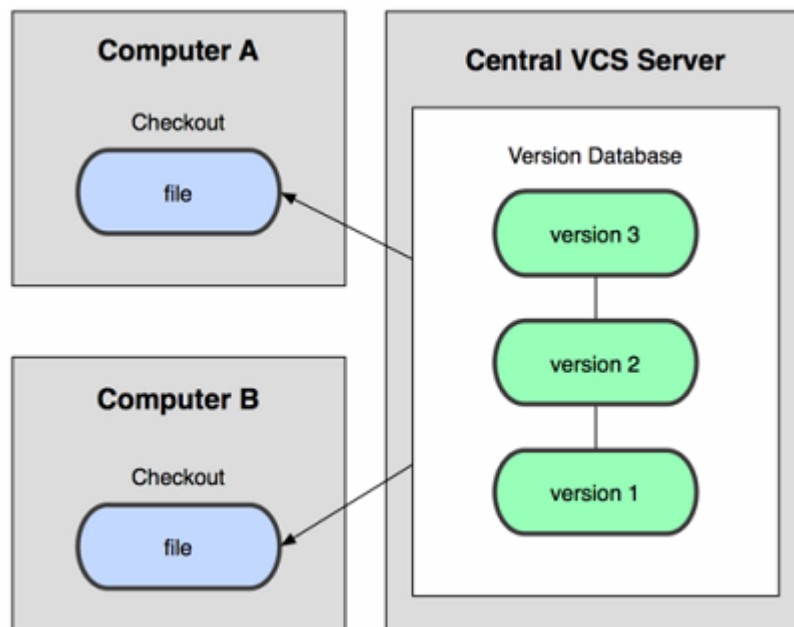 Computer A
Checkout
file
Computer B
Checkout
file
Central VCS Server
Version Database
version 3
version 2
version 1